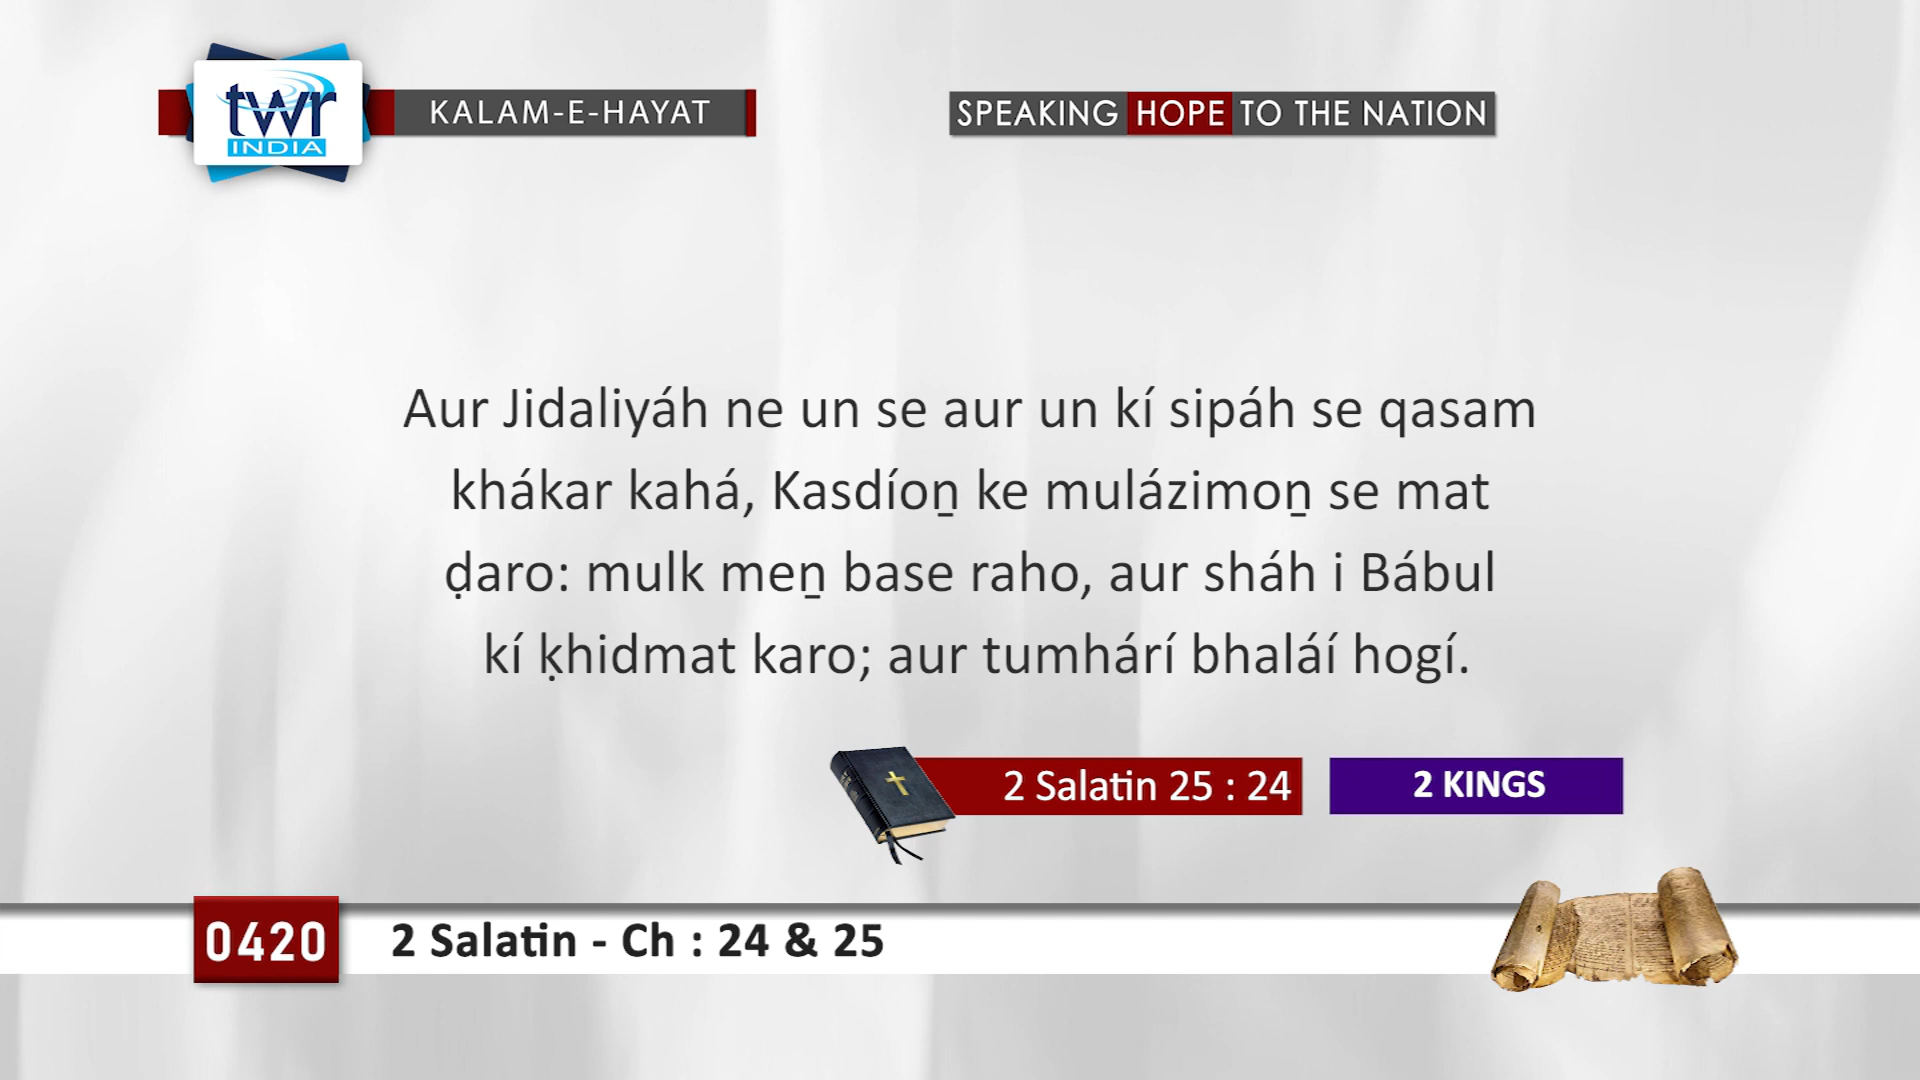 twr
INDIA
KALAM-E-HAYAT
SPEAKING HOPE TO THE NATION
Aur Jidaliyáh ne un se aur un kí sipáh se qasam
khákar kahá, Kasdíoṉ ke mulázimoṉ se mat
ḍaro: mulk meṉ base raho, aur sháh i Bábul
kí ḳhidmat karo; aur tumhárí bhaláí hogí.
2 Salatin 25 : 24
2 KINGS
0420
2 Salatin - Ch : 24 & 25